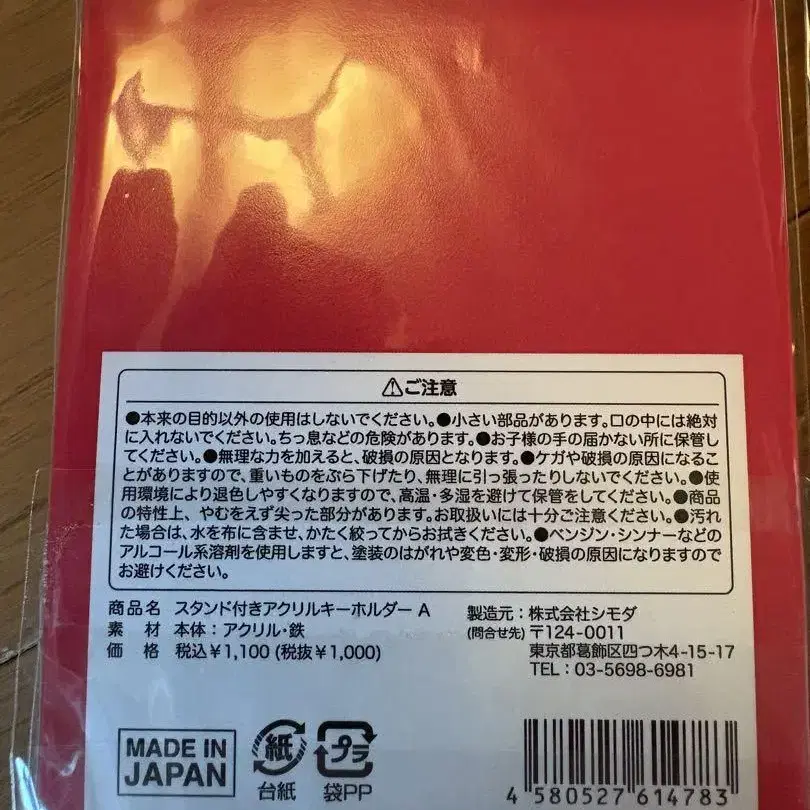 ⚠ご注意
●本来の目的以外の使用はしないでください。●小さい部品があります。口の中には絶対
に入れないでください。ちっ息などの危険があります。●お子様の手の届かない所に保管し
てください。●無理な力を加えると、破損の原因となります。●ケガや破損の原因になるこ
とがありますので、重いものをぶら下げたり、無理に引っ張ったりしないでください。●使
用環境により退色しやすくなりますので、高温・多湿を避けて保管をしてください。●商品
の特性上、やむをえず尖った部分があります。お取扱いには十分ご注意ください。●汚れ
た場合は、水を布に含ませ、かたく絞ってからお拭きください。●ベンジン・シンナーなどの
アルコール系溶剤を使用しますと、塗装のはがれや変色・変形・破損の原因になりますので
お避けください。
商品名 スタンド付きアクリルキーホルダー A
素 材 本体：アクリル・鉄
価 格 税込￥1,100 (税抜￥1,000)
製造元：株式会社シモダ
(問合せ先) 〒124-0011
東京都葛飾区四つ木4-15-17
TEL：03-5698-6981
MADE IN
JAPAN
紙
台紙
プラ
袋PP
4 580527 614783